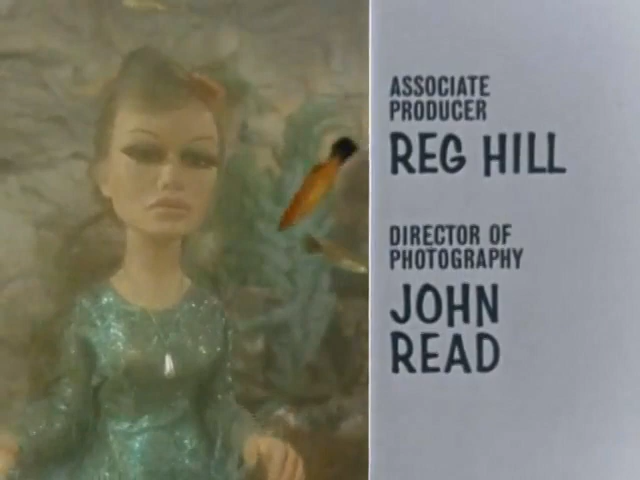 ASSOCIATE
PRODUCER
REG HILL
DIRECTOR OF
PHOTOGRAPHY
JOHN
READ